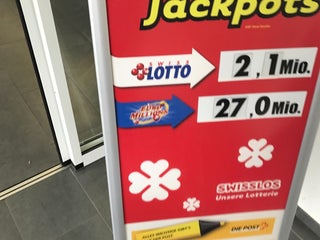 Jackpots
SWISS
LOTTO
2,1 Mio.
EURO
MILLIONS
27,0 Mio.
SWISSLOS
Unsere Lotterie
DIE POST